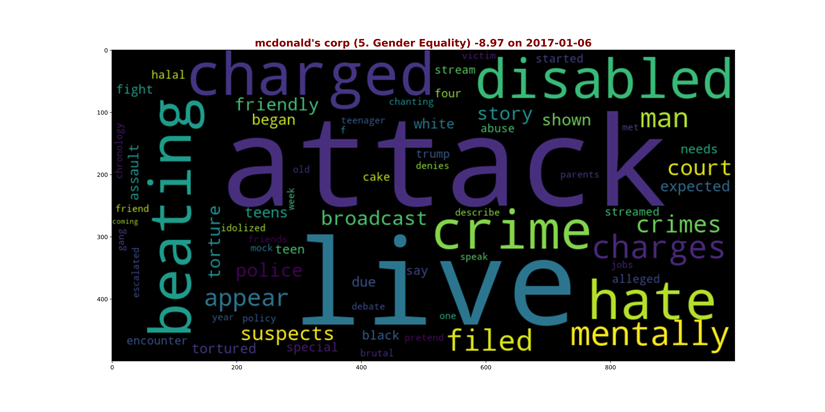 mcdonald's corp (5. Gender Equality) -8.97 on 2017-01-06
0
100
200
300
400
0
200
400
600
800
victim
started
halal
charged
stream
disabled
fight
four
friendly
chanting
story
shown
man
began
teenager
f
white
abuse
met
attack
chronology
beating
assault
old
trump
denies
cake
parents
needs
court
expected
week
friend
coming
teens
broadcast
describe
streamed
crimes
crime
idolized
torture
gang
friends
mock
teen
speak
charges
escalated
police
live
due
say
jobs
alleged
hate
appear
debate
year
policy
one
suspects
black
pretend
filed
mentally
encounter
tortured
special
brutal